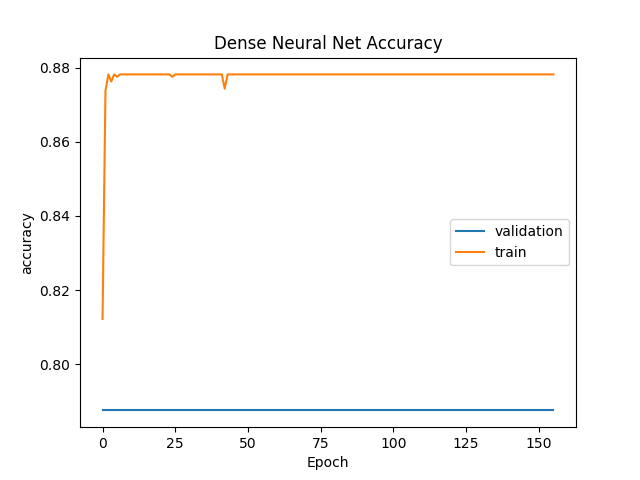 Dense Neural Net Accuracy
0.88
0.86
0.84
0.82
0.80
accuracy
validation
train
0 25 50 75 100 125 150
Epoch